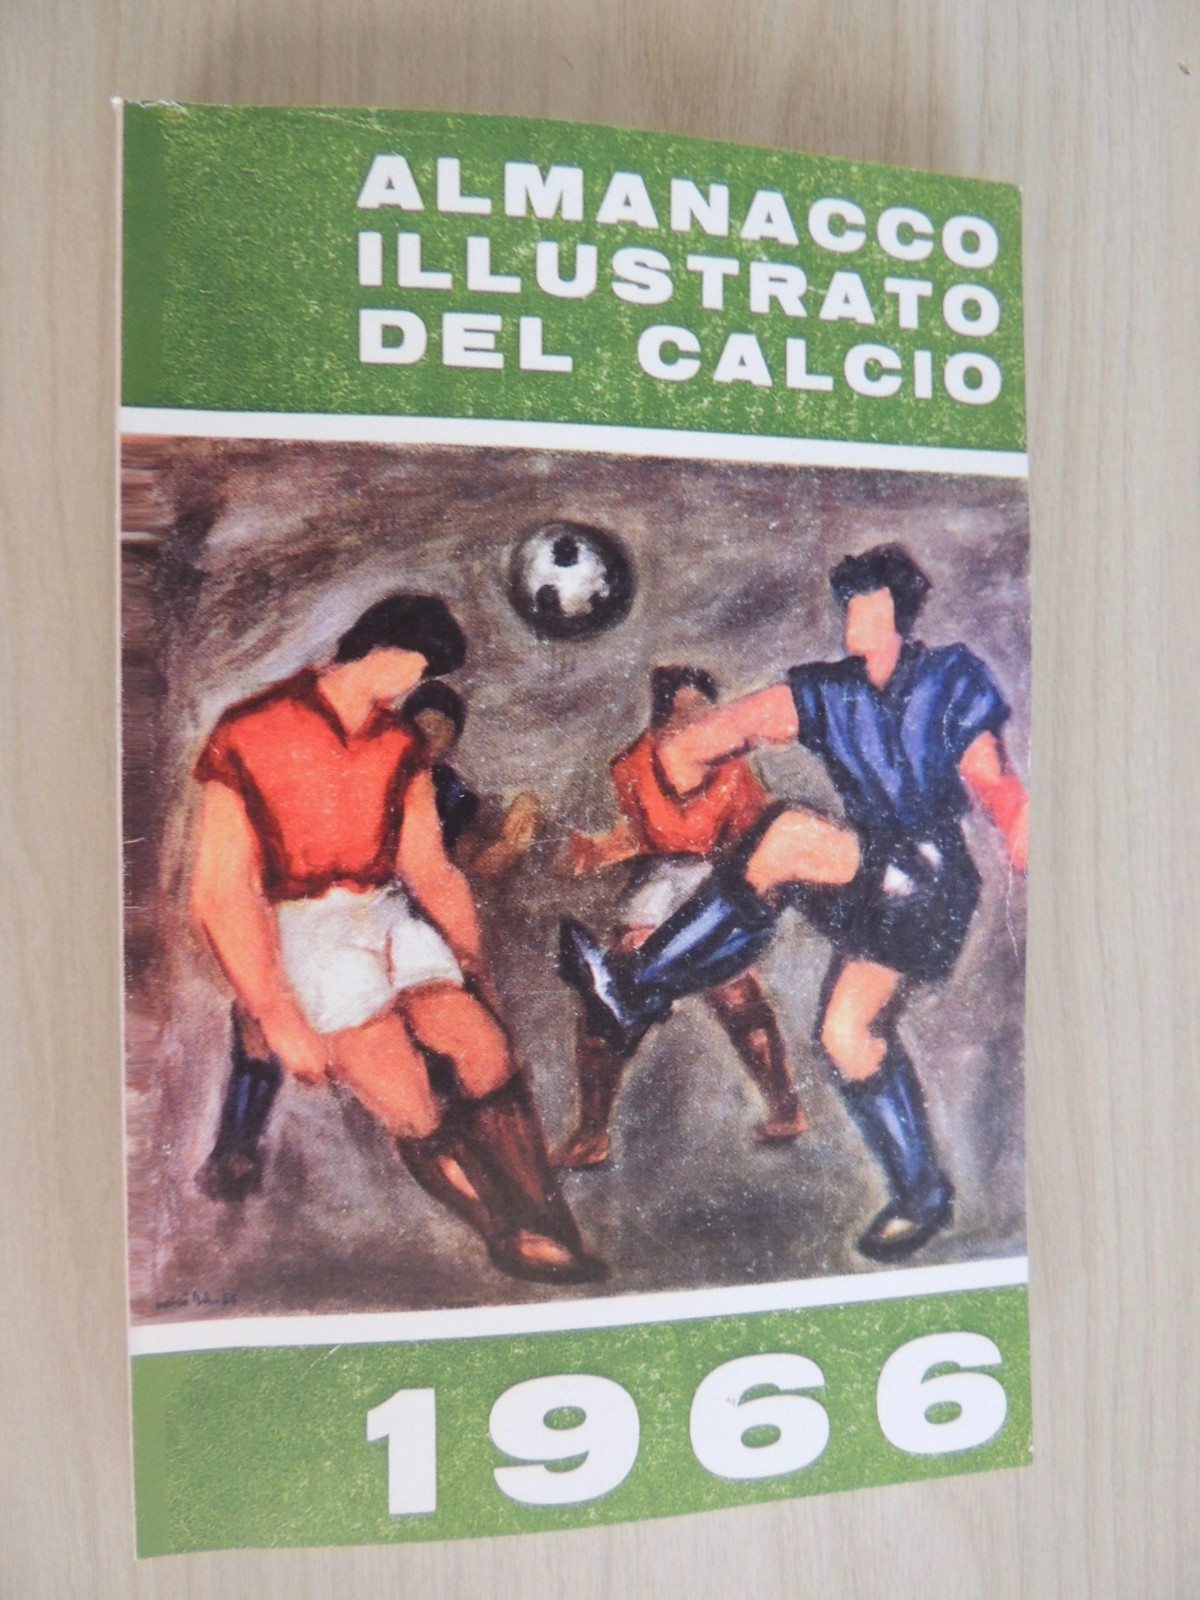 ALMANACCO
ILLUSTRATO
DEL CALCIO
1966